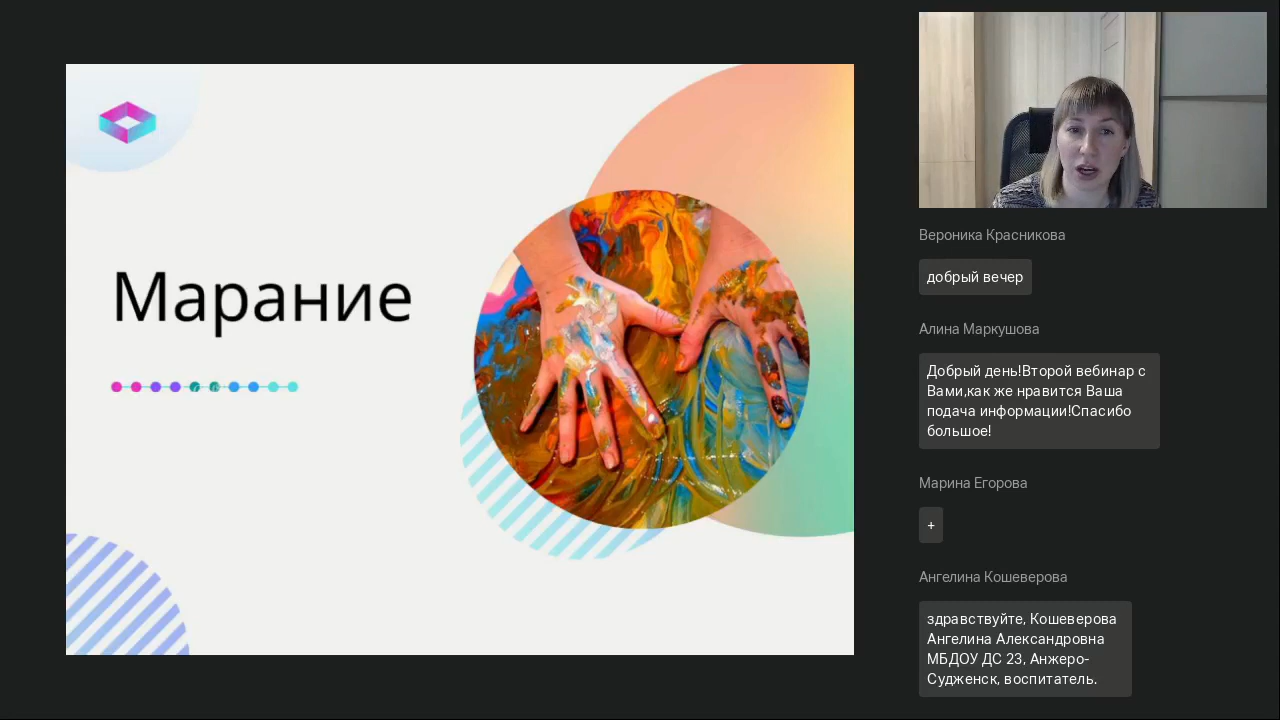 Марание
Вероника Красникова
добрый вечер
Алина Маркушова
Добрый день!Второй вебинар с
Вами,как же нравится Ваша
подача информации!Спасибо
большое!
Марина Егорова
+
Ангелина Кошеверова
здравствуйте, Кошеверова
Ангелина Александровна
МБДОУ ДС 23, Анжеро-
Судженск, воспитатель.